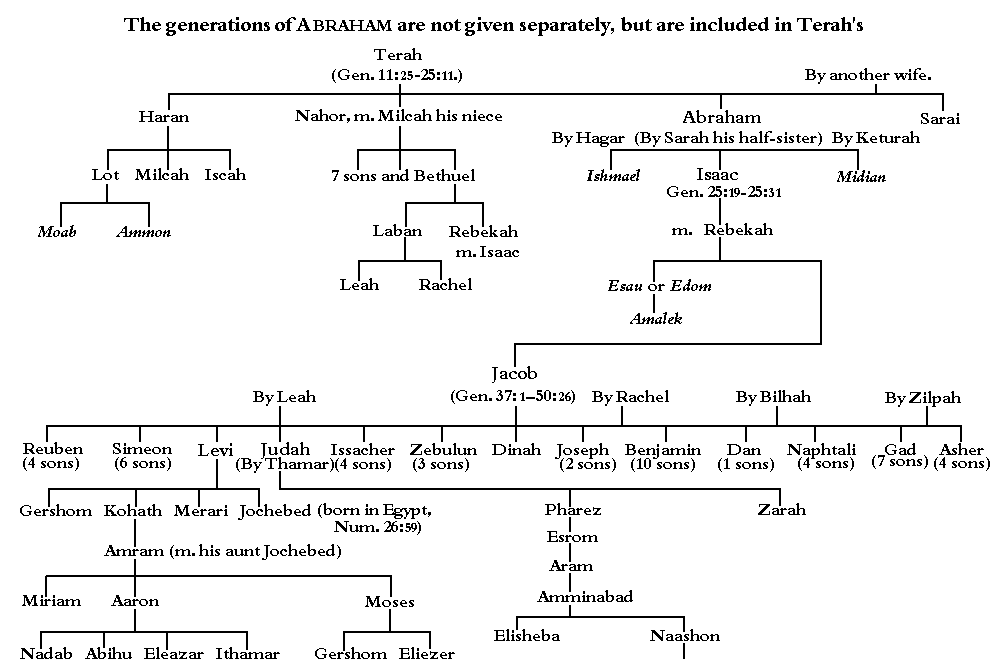 The generations of ABRAHAM are not given separately, but are included in Terah's
Terah
(Gen. 11:25-25:11.)
By another wife.
Haran
Nahor, m. Milcah his niece
Abraham
Sarai
By Hagar (By Sarah his half-sister) By Keturah
Lot Milcah Iscah
7 sons and Bethuel
Ishmael
Isaac
Midian
Gen. 25:19-25:31
Moab Ammon
Laban Rebekah
m. Isaac
m. Rebekah
Leah Rachel
Esau or Edom
Amalek
Jacob
(Gen. 37:1–50:26)
By Leah
By Rachel
By Bilhah
By Zilpah
Reuben Simeon Levi Judah Issacher Zebulun Dinah Joseph Benjamin Dan Naphtali Gad Asher
(4 sons) (6 sons) (By Thamar) (4 sons) (3 sons) (2 sons) (10 sons) (1 sons) (4 sons) (7 sons) (4 sons)
Gershom Kohath Merari Jochebed (born in Egypt,
Num. 26:59)
Pharez
Zarah
Esrom
Amram (m. his aunt Jochebed)
Aram
Amminabad
Miriam Aaron Moses
Elisheba Naashon
Nadab Abihu Eleazar Ithamar Gershom Eliezer